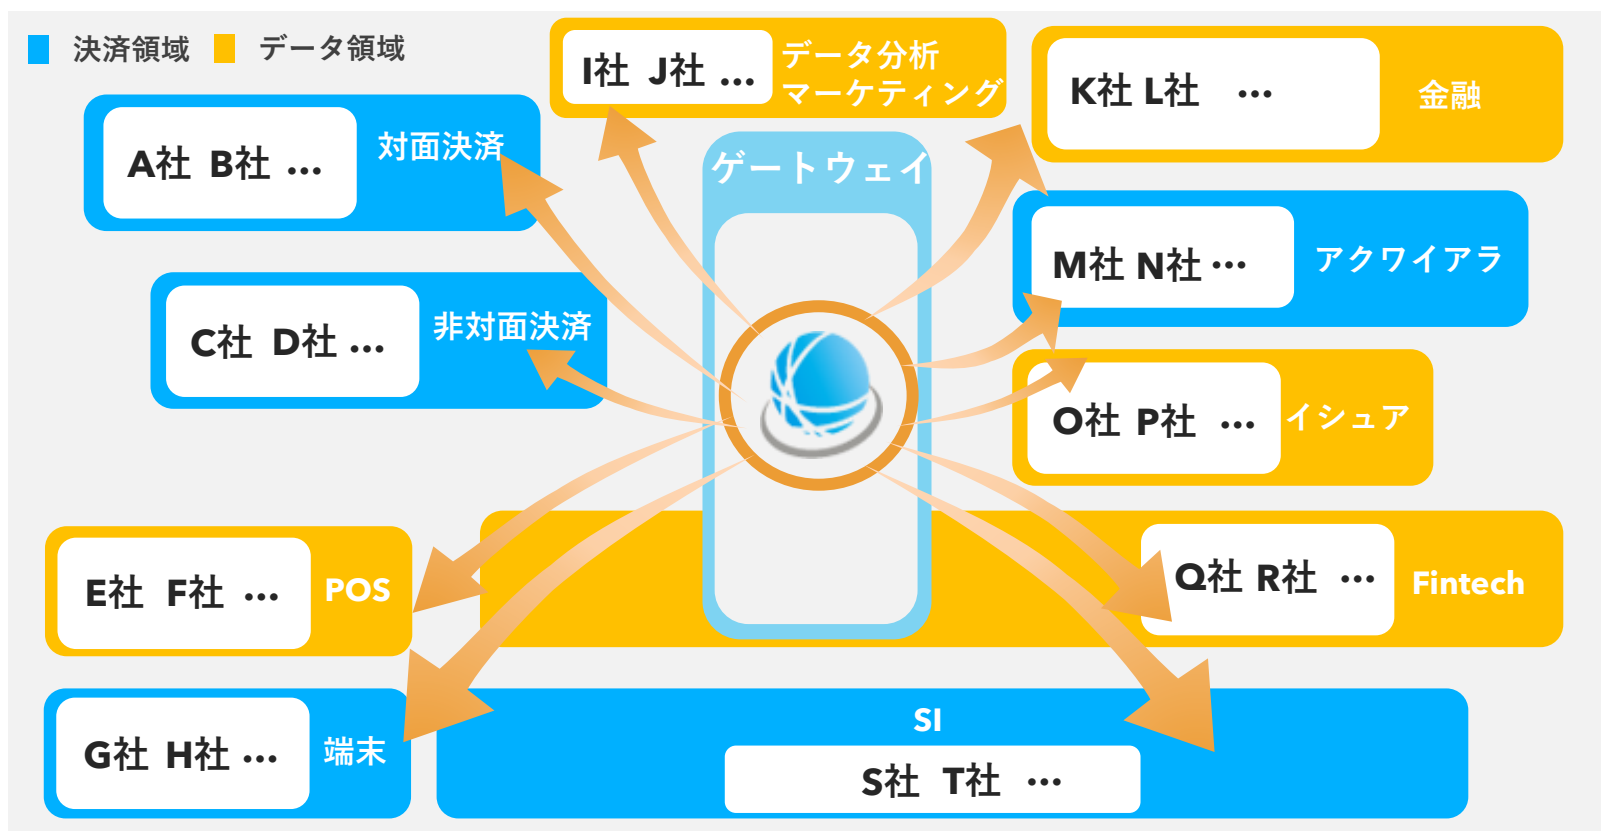 決済領域 データ領域
I社 J社 …
データ分析
マーケティング
K社 L社 …
金融
A社 B社 …
対面決済
ゲートウェイ
M社 N社 …
アクワイアラ
C社 D社 …
非対面決済
O社 P社 …
イシュア
E社 F社 …
POS
Q社 R社 …
Fintech
G社 H社 …
端末
SI
S社 T社 …